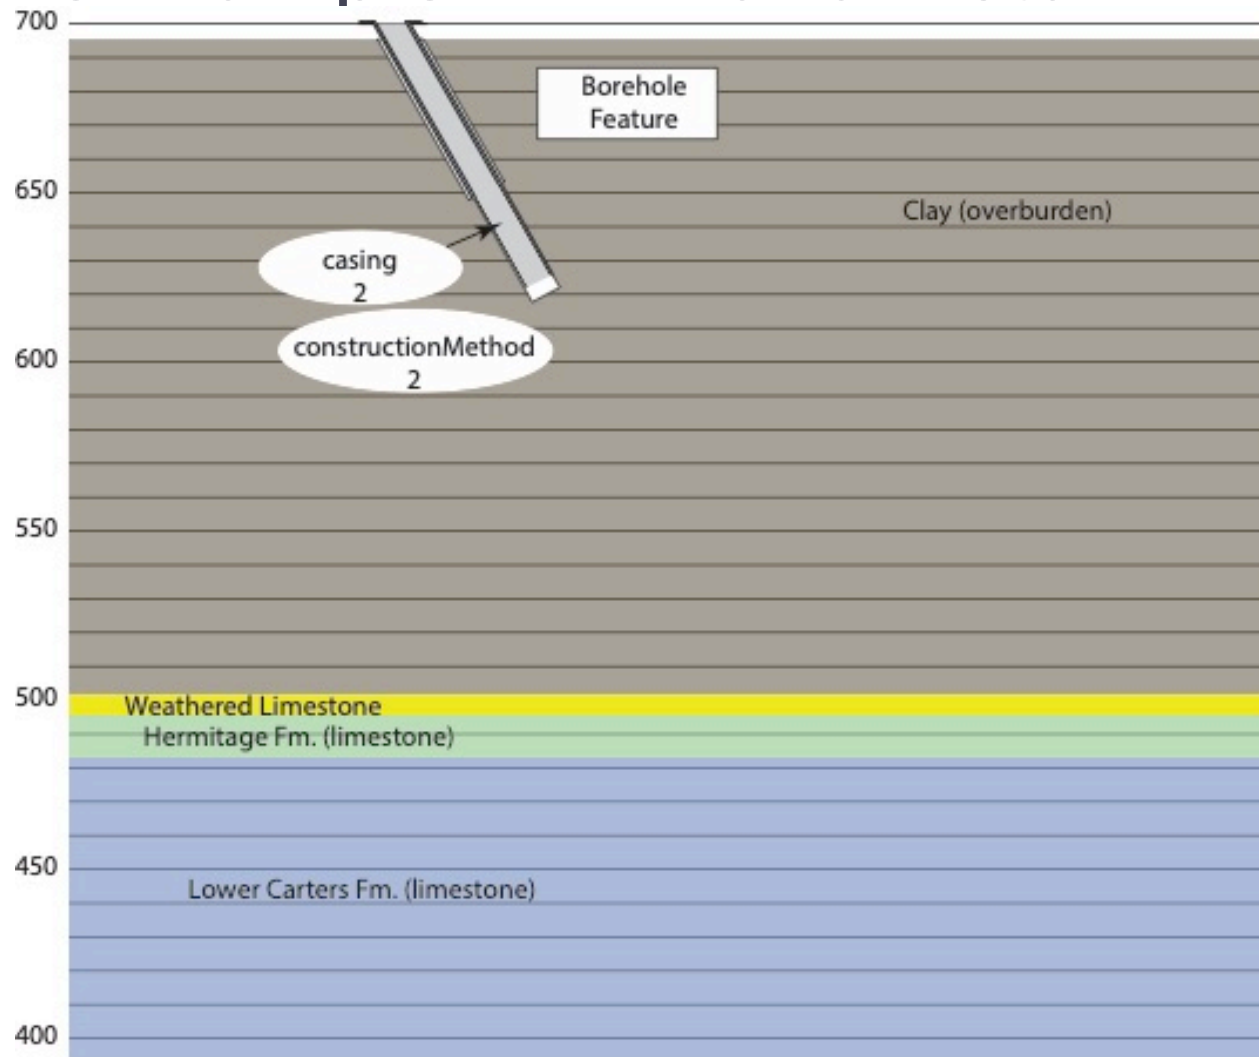 700
Borehole
Feature
650
Clay (overburden)
casing
2
constructionMethod
2
600
550
500
Weathered Limestone
Hermitage Fm. (limestone)
450
Lower Carters Fm. (limestone)
400